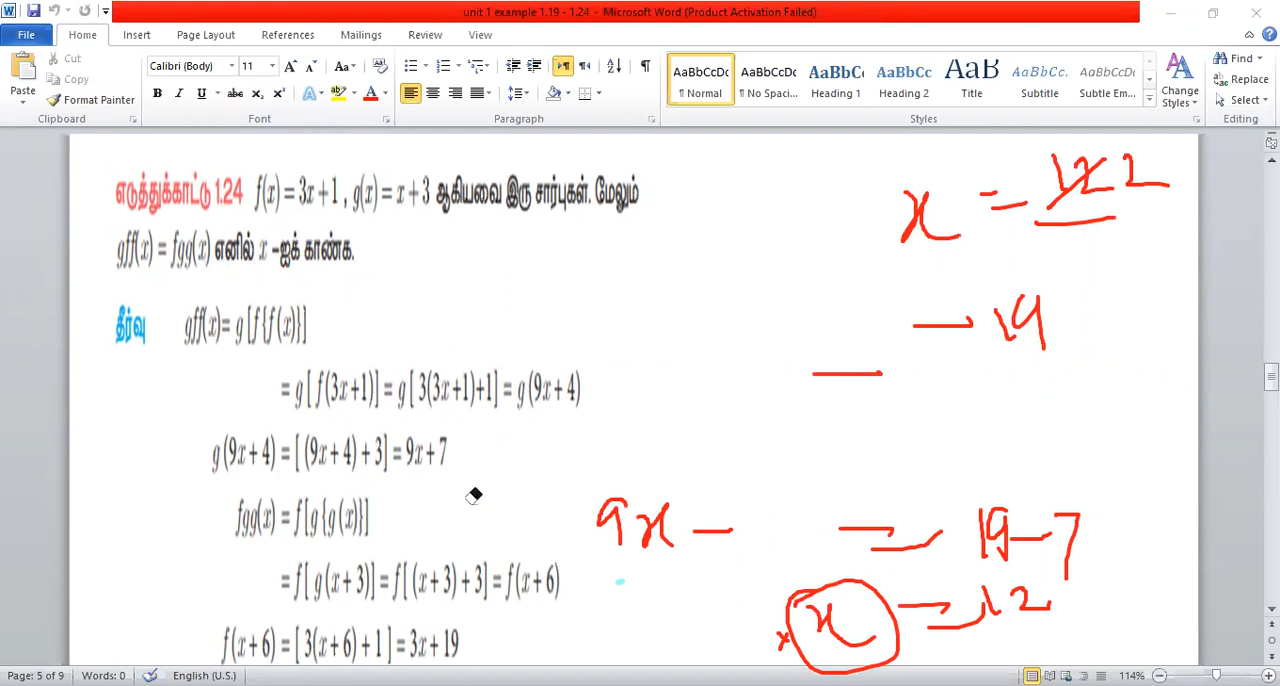 unit 1 example 1.19 - 1.24 - Microsoft Word (Product Activation Failed)
File Home Insert Page Layout References Mailings Review View
Paste Cut Copy Format Painter
Calibri (Body) 11
AaBbCcDc AaBbCcDc AaBbCc AaBbCc AaB AaBbCcL AaBbCcDc
¶ Normal ¶ No Spaci... Heading 1 Heading 2 Title Subtitle Subtle Em...
Change Styles
Find Replace Select
Clipboard Font Paragraph Styles Editing
எடுத்துக்காட்டு 1.24 f(x) = 3x+1 , g(x) = x+3 ஆகியவை இரு சார்புகள். மேலும்
gff(x) = fgg(x) எனில் x -ஐக் காண்க.
தீர்வு gff(x) = g[f{f(x)}]
= g[ f(3x+1)] = g[ 3(3x+1)+1] = g(9x+4)
g(9x+4) = [ (9x+4)+3] = 9x+7
fgg(x) = f[g{g(x)}]
= f[ g(x+3)] = f[ (x+3)+3] = f(x+6)
f(x+6) = [ 3(x+6)+1 ] = 3x+19
x = 12 2
— 19
9x — = 19-7
x = 12
Page: 5 of 9 Words: 0 English (U.S.) 114%